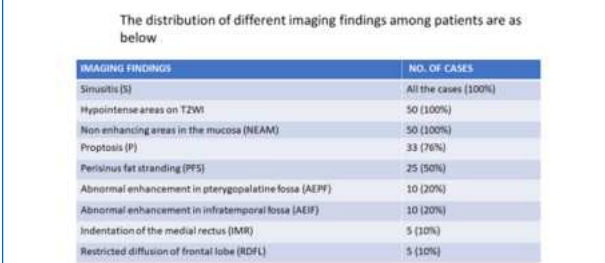 The distribution of different imaging findings among patients are as
below
IMAGING FINDINGS NO. OF CASES
Sinusitis (S) All the cases (100%)
Hypointense areas on T2WI 50 (100%)
Non enhancing areas in the mucosa (NEAM) 50 (100%)
Proptosis (P) 33 (76%)
Perisinus fat stranding (PFS) 25 (50%)
Abnormal enhancement in pterygopalatine fossa (AEPF) 10 (20%)
Abnormal enhancement in infratemporal fossa (AEIF) 10 (20%)
Indentation of the medial rectus (IMR) 5 (10%)
Restricted diffusion of frontal lobe (RDFL) 5 (10%)